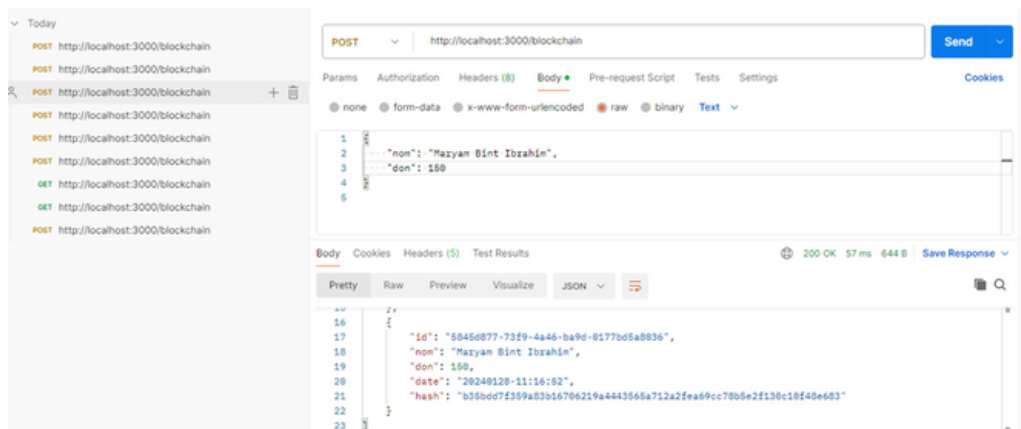 Today
POST http://localhost:3000/blockchain
POST http://localhost:3000/blockchain
POST http://localhost:3000/blockchain
POST http://localhost:3000/blockchain
POST http://localhost:3000/blockchain
POST http://localhost:3000/blockchain
GET http://localhost:3000/blockchain
GET http://localhost:3000/blockchain
POST http://localhost:3000/blockchain
POST http://localhost:3000/blockchain Send
Params Authorization Headers (8) Body Pre-request Script Tests Settings Cookies
none form-data x-www-form-urlencoded raw binary Text
1 {
2 "nom": "Maryam Bint Ibrahim",
3 "don": 150
4 }
5
Body Cookies Headers (5) Test Results 200 OK 57 ms 644 B Save Response
Pretty Raw Preview Visualize JSON
15 },
16 {
17 "id": "5845d877-73f9-4a46-ba9d-0177bd5a8036",
18 "nom": "Maryam Bint Ibrahim",
19 "don": 150,
20 "date": "20240128-11:16:52",
21 "hash": "b35bdd7f359a83b16706219a4443565a712a2fea69cc78b5e2f130c10f48e683"
22 }
23 ]